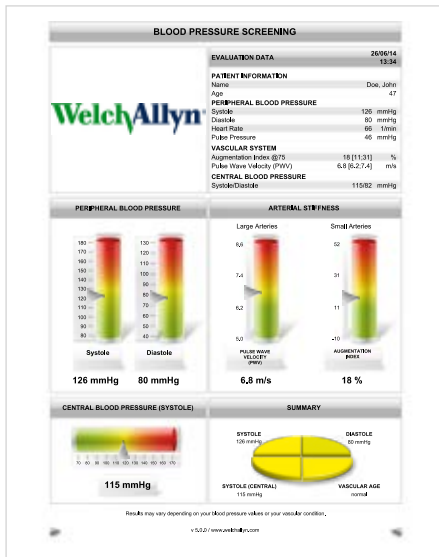 BLOOD PRESSURE SCREENING
WelchAllyn®
EVALUATION DATA 26/06/14 13:34
PATIENT INFORMATION
Name Doe, John
Age 47
PERIPHERAL BLOOD PRESSURE
Systole 126 mmHg
Diastole 80 mmHg
Heart Rate 66 1/min
Pulse Pressure 46 mmHg
VASCULAR SYSTEM
Augmentation Index @75 18 [11;31] %
Pulse Wave Velocity (PWV) 6.8 [6.2;7.4] m/s
CENTRAL BLOOD PRESSURE
Systole/Diastole 115/82 mmHg
PERIPHERAL BLOOD PRESSURE
180
170
160
150
140
130
120
110
100
90
80
130
120
110
100
90
80
70
60
50
40
Systole
Diastole
126 mmHg
80 mmHg
ARTERIAL STIFFNESS
Large Arteries
Small Arteries
8,6
7,4
6,2
5,0
52
31
11
-10
PULSE WAVE
VELOCITY
(PWV)
AUGMENTATION
INDEX
6,8 m/s
18 %
CENTRAL BLOOD PRESSURE (SYSTOLE)
70 80 90 100 110 120 130 140 150 160 170
115 mmHg
SUMMARY
SYSTOLE
126 mmHg
DIASTOLE
80 mmHg
SYSTOLE (CENTRAL)
115 mmHg
VASCULAR AGE
normal
Results may vary depending on your blood pressure values or your vascular condition.
v 5.0.0 / www.welchallyn.com